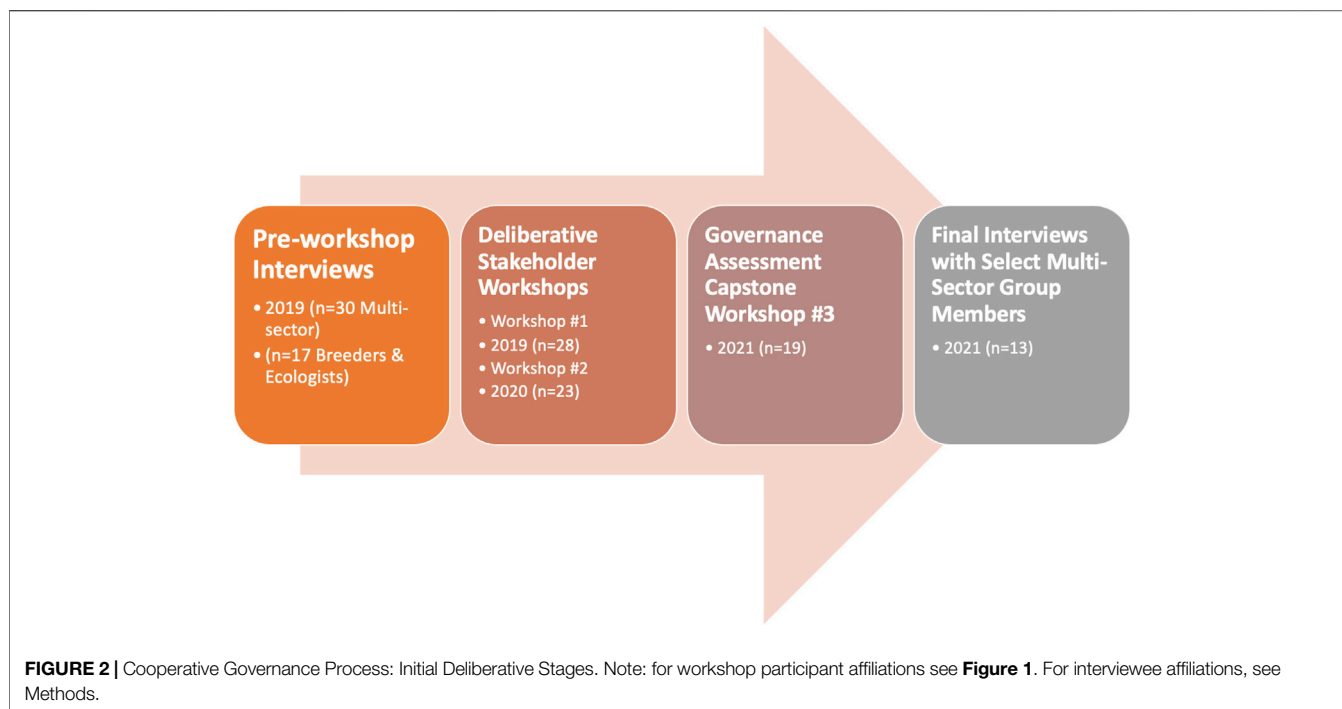 Pre-workshop
Interviews
• 2019 (n=30 Multi-
sector)
• (n=17 Breeders &
Ecologists)
Deliberative
Stakeholder
Workshops
• Workshop #1
• 2019 (n=28)
• Workshop #2
• 2020 (n=23)
Governance
Assessment
Capstone
Workshop #3
• 2021 (n=19)
Final Interviews
with Select Multi-
Sector Group
Members
• 2021 (n=13)
FIGURE 2 | Cooperative Governance Process: Initial Deliberative Stages. Note: for workshop participant affiliations see Figure 1. For interviewee affiliations, see
Methods.